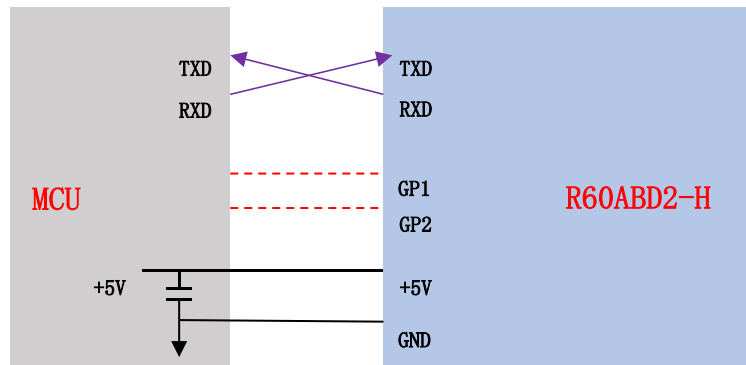 TXD
RXD
MCU
+5V
TXD
RXD
GP1
GP2
+5V
GND
R60ABD2-H